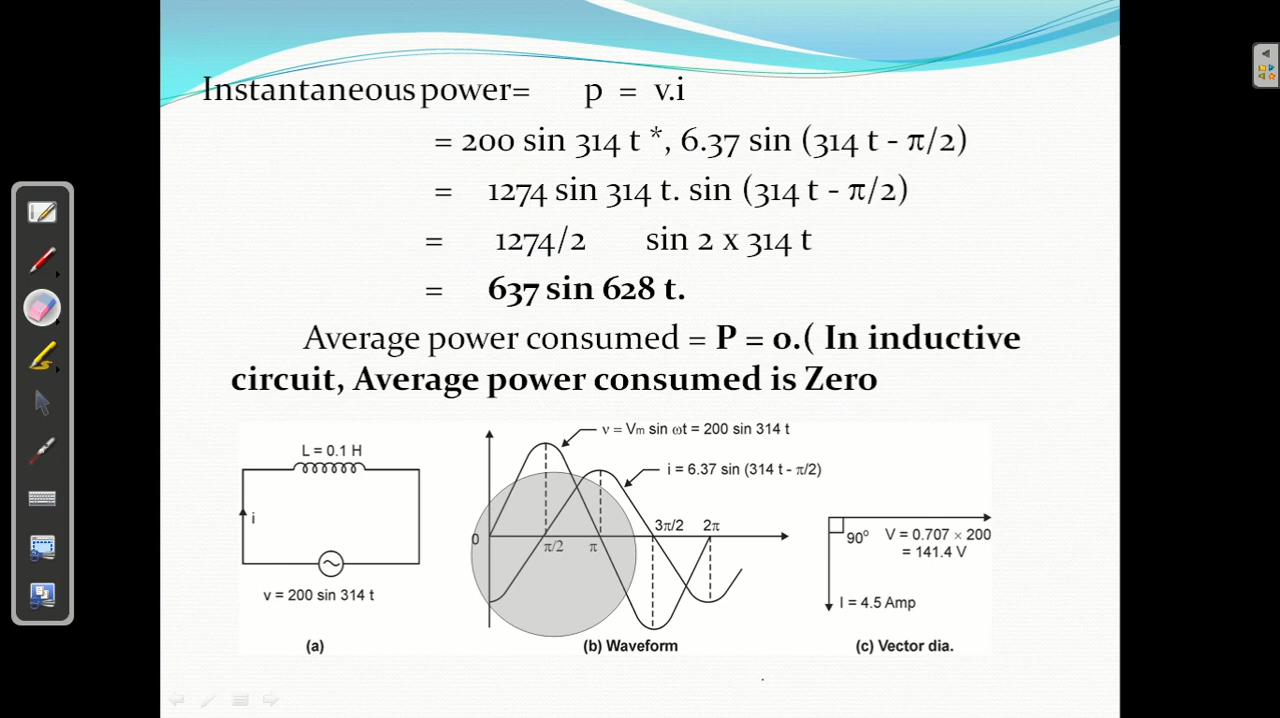 Instantaneous power= p = v.i
= 200 sin 314 t *, 6.37 sin (314 t - π/2)
= 1274 sin 314 t. sin (314 t - π/2)
= 1274/2 sin 2 x 314 t
= 637 sin 628 t.
Average power consumed = P = 0.( In inductive
circuit, Average power consumed is Zero
L = 0.1 H
i
v = 200 sin 314 t
(a)
v = Vm sin ωt = 200 sin 314 t
i = 6.37 sin (314 t - π/2)
0
π/2
π
3π/2
2π
(b) Waveform
90°
V = 0.707 × 200
= 141.4 V
I = 4.5 Amp
(c) Vector dia.